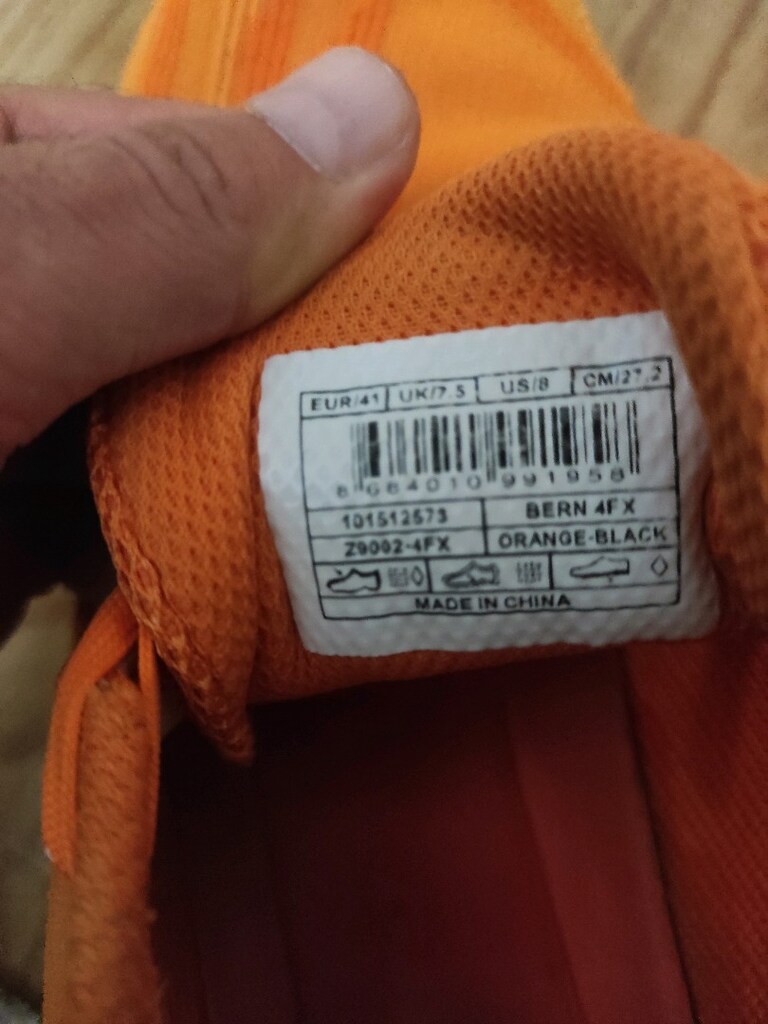 EUR/41 UK/7.5 US/8 CM/27.2
8 684010 991958
101512573 BERN 4FX
Z9002-4FX ORANGE-BLACK
MADE IN CHINA